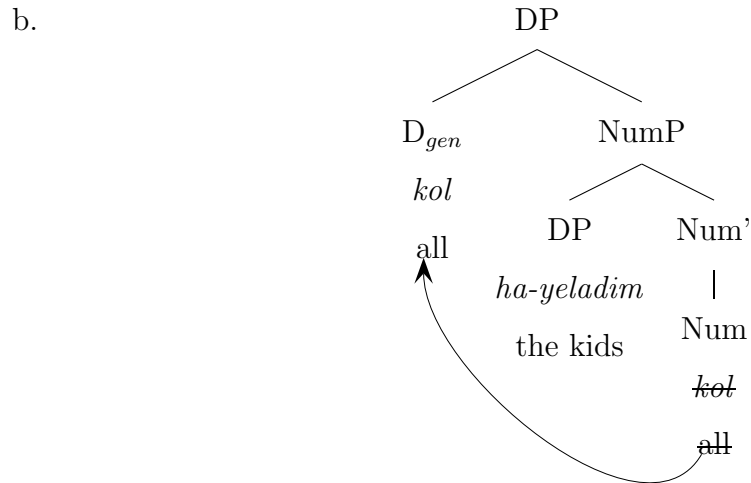 b.
DP
D_gen NumP
kol
DP Num'
all
ha-yeladim
Num
the kids
kol
all